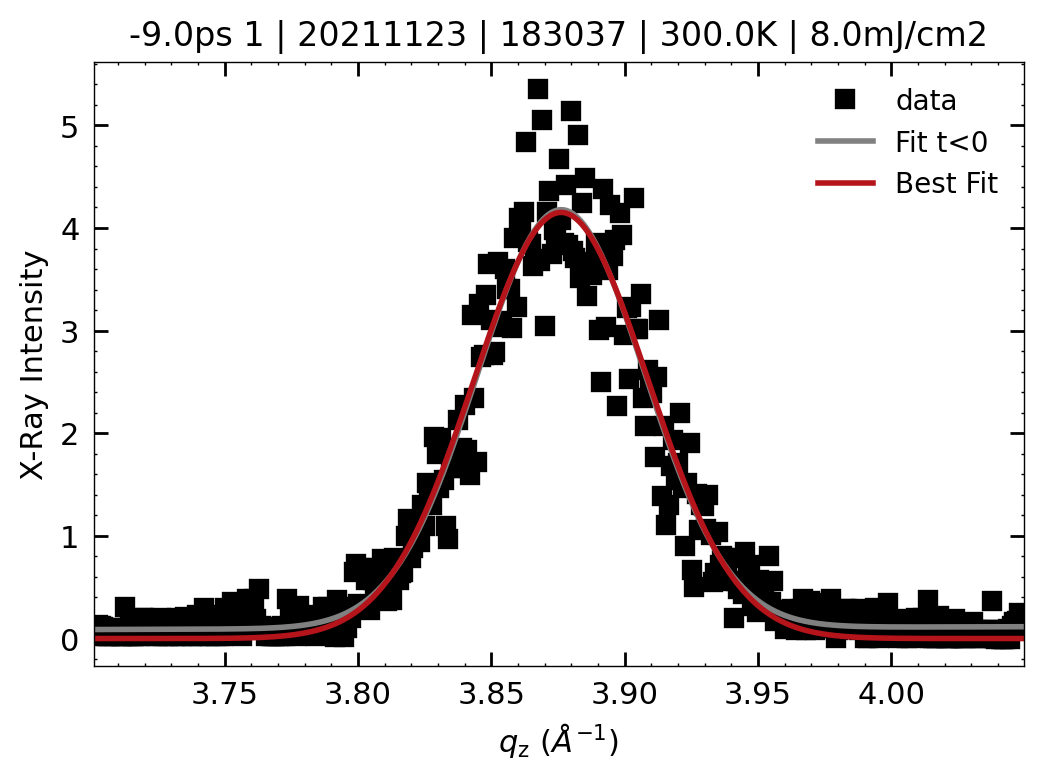 -9.0ps 1 | 20211123 | 183037 | 300.0K | 8.0mJ/cm2
data
Fit t<0
Best Fit
X-Ray Intensity
5
4
3
2
1
0
3.75 3.80 3.85 3.90 3.95 4.00
q_z (Å⁻¹)